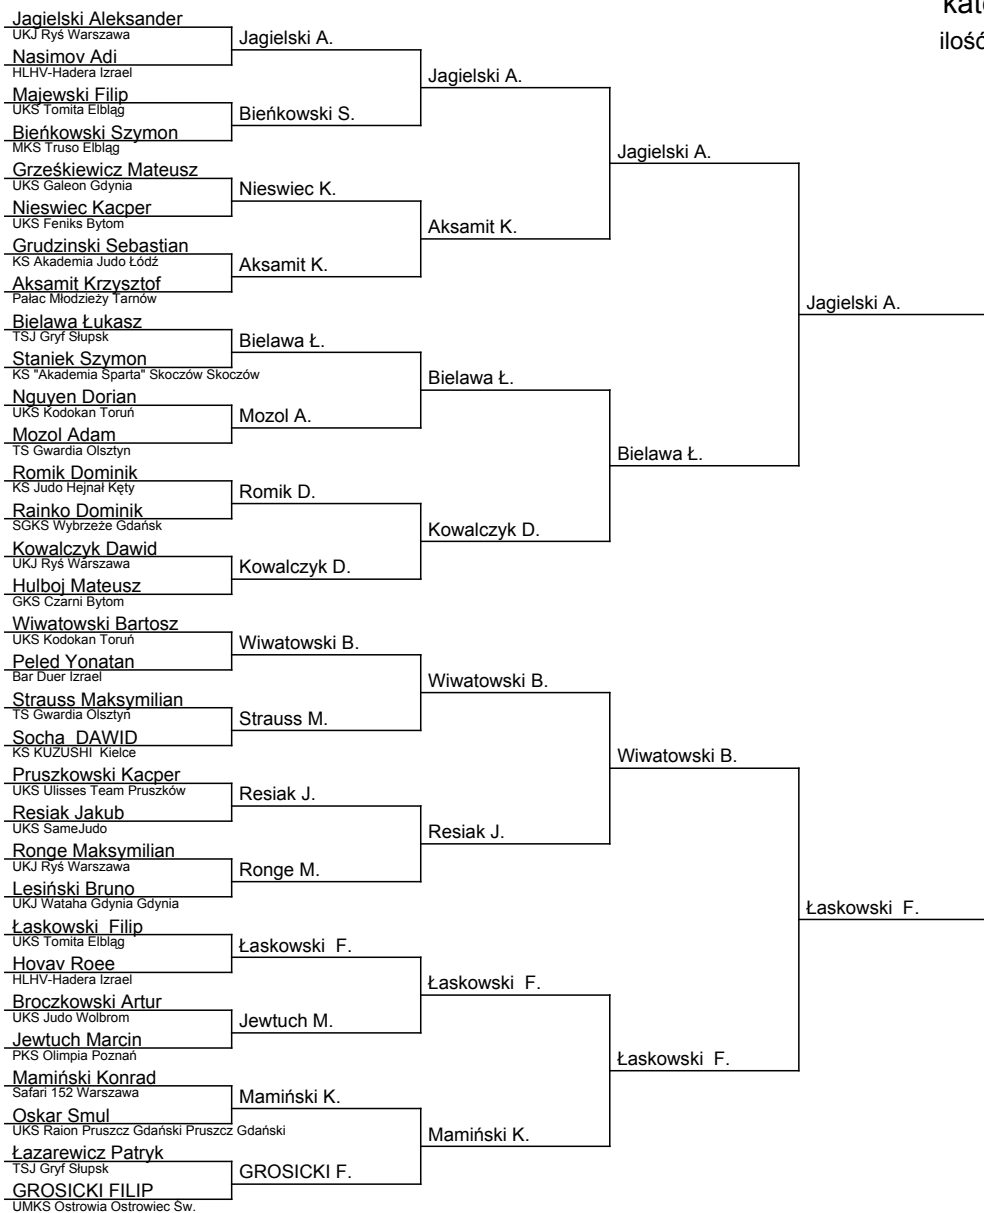 kate
ilość
Jagielski Aleksander
UKJ Ryś Warszawa
Nasimov Adi
HLHV-Hadera Izrael
Majewski Filip
UKS Tomita Elbląg
Bieńkowski Szymon
MKS Truso Elbląg
Grześkiewicz Mateusz
UKS Galeon Gdynia
Nieswiec Kacper
UKS Feniks Bytom
Grudzinski Sebastian
KS Akademia Judo Łódź
Aksamit Krzysztof
Pałac Młodzieży Tarnów
Bielawa Łukasz
TSJ Gryf Słupsk
Staniek Szymon
KS "Akademia Sparta" Skoczów Skoczów
Nguyen Dorian
UKS Kodokan Toruń
Mozol Adam
TS Gwardia Olsztyn
Romik Dominik
KS Judo Hejnał Kęty
Rainko Dominik
SGKS Wybrzeże Gdańsk
Kowalczyk Dawid
UKJ Ryś Warszawa
Hulboj Mateusz
GKS Czarni Bytom
Wiwatowski Bartosz
UKS Kodokan Toruń
Peled Yonatan
Bar Duer Izrael
Strauss Maksymilian
TS Gwardia Olsztyn
Socha DAWID
KS KUZUSHI Kielce
Pruszkowski Kacper
UKS Ulisses Team Pruszków
Resiak Jakub
UKS SameJudo
Ronge Maksymilian
UKJ Ryś Warszawa
Lesiński Bruno
UKJ Wataha Gdynia Gdynia
Łaskowski Filip
UKS Tomita Elbląg
Hovav Roee
HLHV-Hadera Izrael
Broczkowski Artur
UKS Judo Wolbrom
Jewtuch Marcin
PKS Olimpia Poznań
Mamiński Konrad
Safari 152 Warszawa
Oskar Smul
UKS Raion Pruszcz Gdański Pruszcz Gdański
Łazarewicz Patryk
TSJ Gryf Słupsk
GROSICKI FILIP
UMKS Ostrowia Ostrowiec Św.
Jagielski A.
Bieńkowski S.
Nieswiec K.
Aksamit K.
Bielawa Ł.
Mozol A.
Romik D.
Kowalczyk D.
Wiwatowski B.
Strauss M.
Resiak J.
Ronge M.
Łaskowski F.
Jewtuch M.
Mamiński K.
GROSICKI F.
Jagielski A.
Aksamit K.
Bielawa Ł.
Kowalczyk D.
Wiwatowski B.
Resiak J.
Łaskowski F.
Mamiński K.
Jagielski A.
Bielawa Ł.
Wiwatowski B.
Łaskowski F.
Jagielski A.
Łaskowski F.